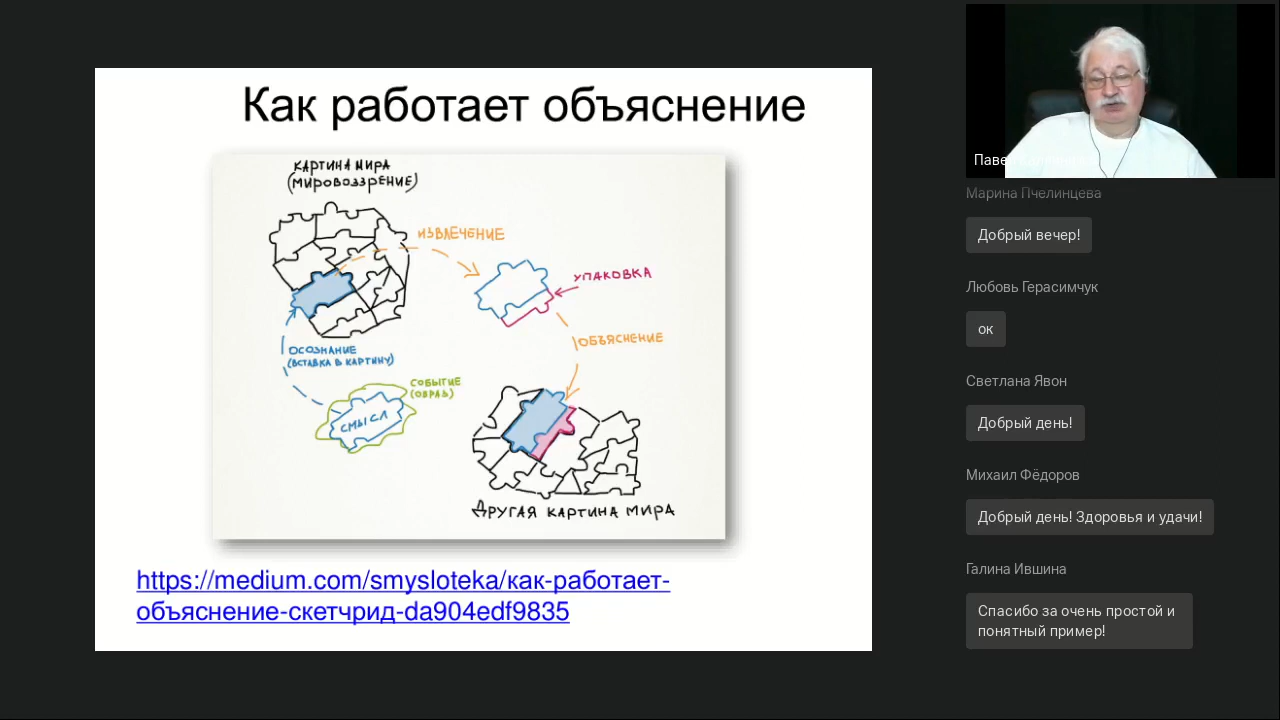 Как работает объяснение
КАРТИНА МИРА
(МИРОВОЗЗРЕНИЕ)
ИЗВЛЕЧЕНИЕ
УПАКОВКА
ОБЪЯСНЕНИЕ
ОСОЗНАНИЕ
(ВСТАВКА В КАРТИНУ)
СОБЫТИЕ
(ОБРАЗ)
СМЫСЛ
ДРУГАЯ КАРТИНА МИРА
https://medium.com/smysloteka/как-работает-
объяснение-скетчрид-da904edf9835
Марина Пчелинцева
Добрый вечер!
Любовь Герасимчук
ок
Светлана Явон
Добрый день!
Михаил Фёдоров
Добрый день! Здоровья и удачи!
Галина Ившина
Спасибо за очень простой и
понятный пример!